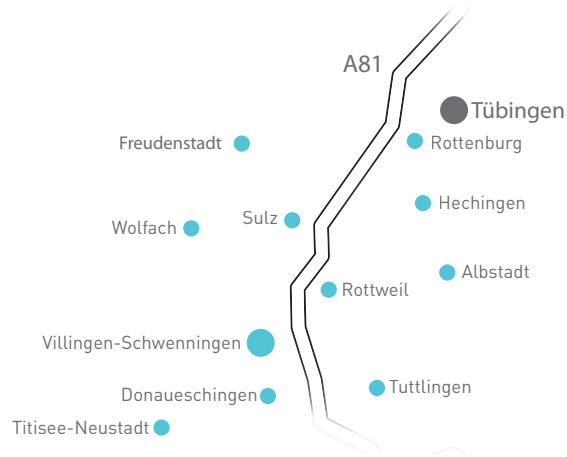 A81
Tübingen
Freudenstadt
Rottenburg
Hechingen
Sulz
Wolfach
Albstadt
Rottweil
Villingen-Schwenningen
Tuttlingen
Donaueschingen
Titisee-Neustadt